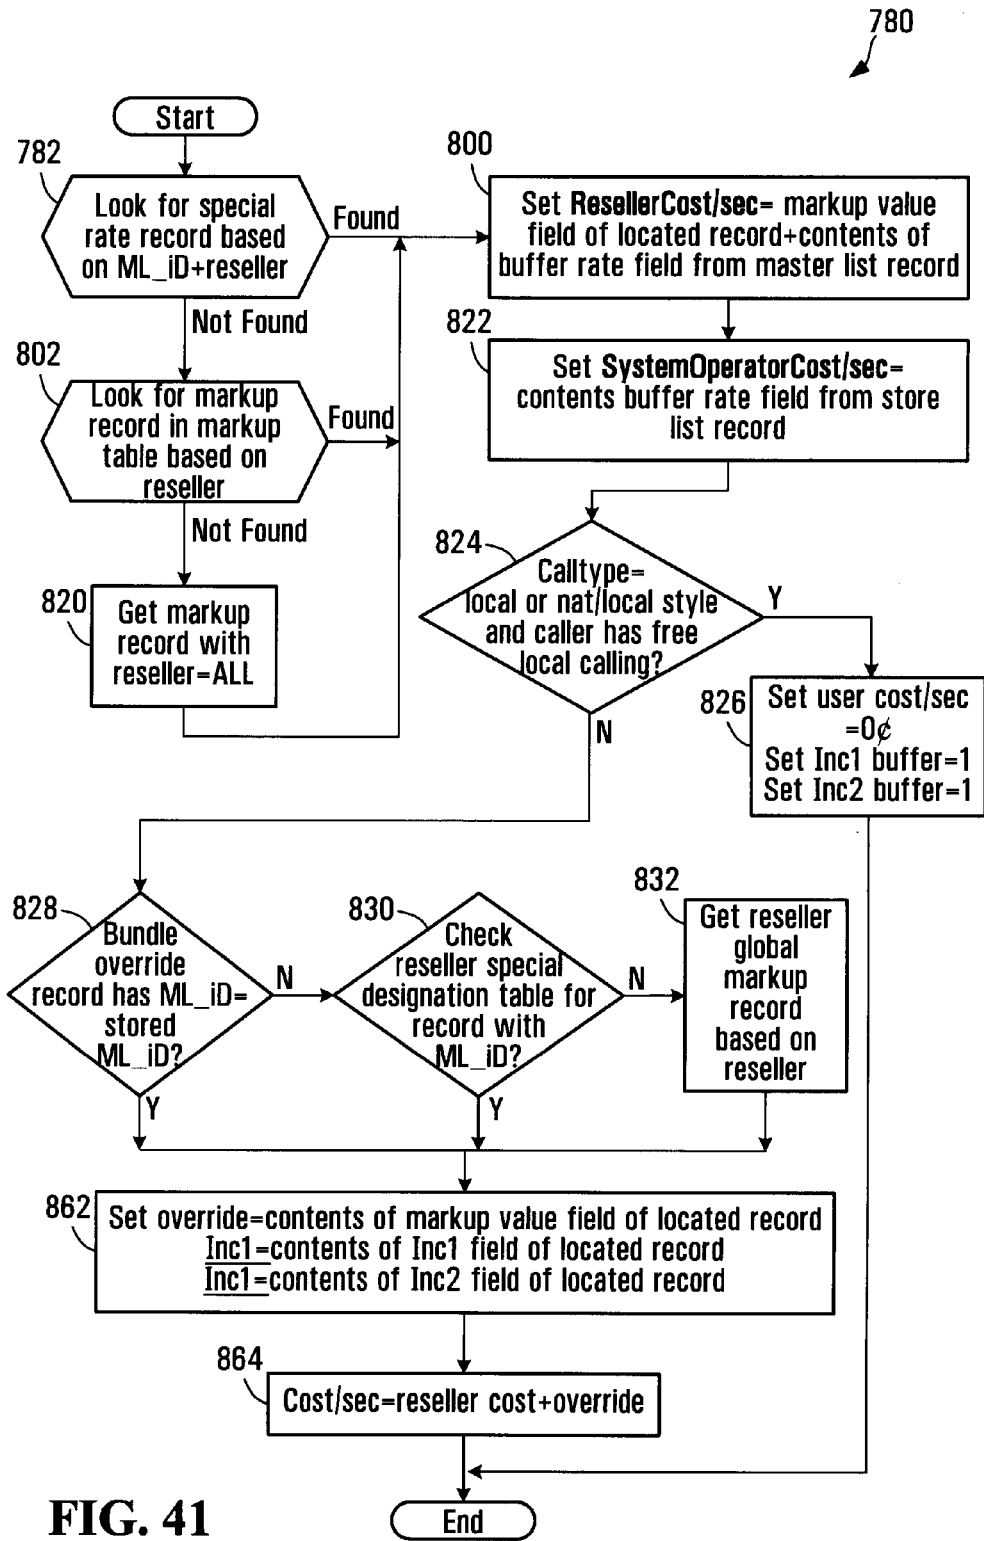 780
Start
782
Look for special
rate record based
on ML_iD+reseller
Found
Not Found
802
Look for markup
record in markup
table based on
reseller
Found
Not Found
820
Get markup
record with
reseller=ALL
800
Set ResellerCost/sec= markup value
field of located record+contents of
buffer rate field from master list record
822
Set SystemOperatorCost/sec=
contents buffer rate field from store
list record
824
Calltype=
local or nat/local style
and caller has free
local calling?
Y
N
826
Set user cost/sec
=0¢
Set Inc1 buffer=1
Set Inc2 buffer=1
828
Bundle
override
record has ML_iD=
stored
ML_iD?
N
Y
830
Check
reseller special
designation table for
record with
ML_iD?
N
Y
832
Get reseller
global
markup
record
based on
reseller
862
Set override=contents of markup value field of located record
Inc1=contents of Inc1 field of located record
Inc1=contents of Inc2 field of located record
864
Cost/sec=reseller cost+override
End
FIG. 41